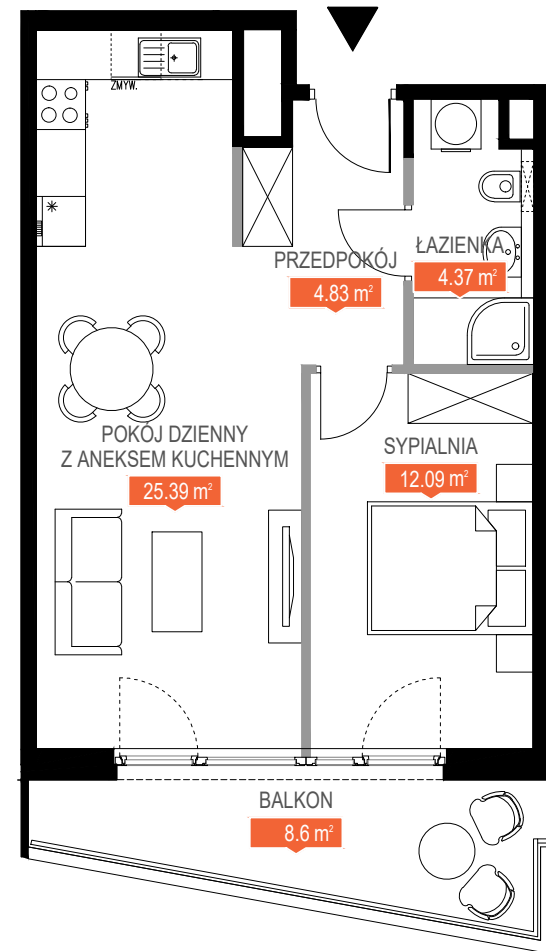 ZMYW.
PRZEDPOKÓJ
4.83 m²
ŁAZIENKA
4.37 m²
POKÓJ DZIENNY
Z ANEKSEM KUCHENNYM
25.39 m²
SYPIALNIA
12.09 m²
BALKON
8.6 m²